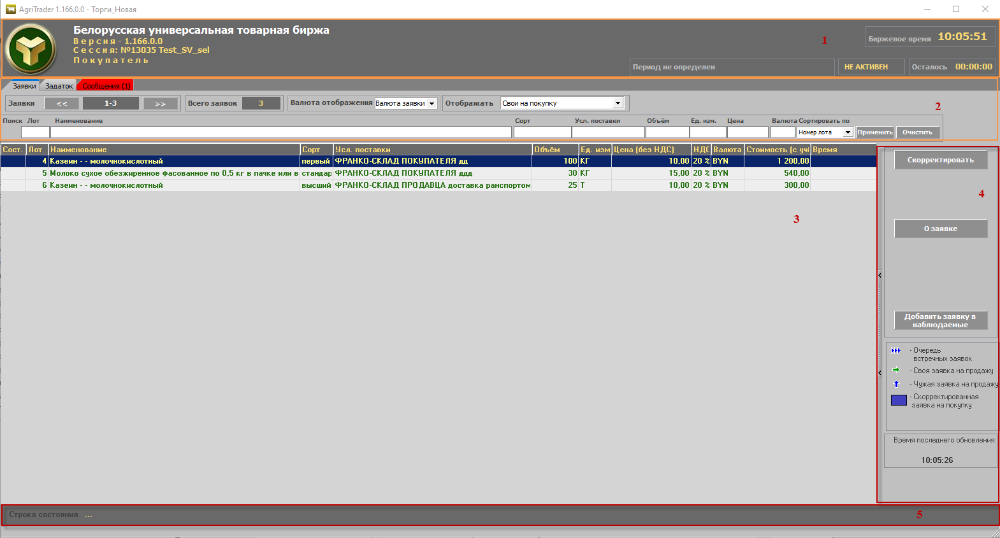 AgriTrader 1.166.0.0 - Торги_Новая
Белорусская универсальная товарная биржа
Версия - 1.166.0.0
Сессия: №13035 Test_SV_sel
Покупатель
1
Биржевое время 10:05:51
Период не определен НЕ АКТИВЕН Осталось 00:00:00
Заявки Задаток Сообщения (1)
Заявки << 1-3 >> Всего заявок 3 Валюта отображения Валюта заявки Отображать Свои на покупку
2
Поиск Лот Наименование Сорт Усл. поставки Объём Ед. изм. Цена Валюта Сортировать по
Номер лота Применить Очистить
Сост. Лот Наименование Сорт Усл. поставки Объём Ед. изм Цена (без НДС) НДС Валюта Стоимость (с учё Время
4 Казеин - - молочнокислотный первый ФРАНКО-СКЛАД ПОКУПАТЕЛЯ дд 100 КГ 10,00 20 % BYN 1 200,00
5 Молоко сухое обезжиренное фасованное по 0,5 кг в пачке или в стандар ФРАНКО-СКЛАД ПОКУПАТЕЛЯ ддд 30 КГ 15,00 20 % BYN 540,00
6 Казеин - - молочнокислотный высший ФРАНКО-СКЛАД ПРОДАВЦА доставка ранспортом 25 Т 10,00 20 % BYN 300,00
3
Скорректировать
4
О заявке
Добавить заявку в
наблюдаемые
- Очередь
встречных заявок
- Своя заявка на продажу
- Чужая заявка на продажу
- Скорректированная
заявка на покупку
Время последнего обновления:
10:05:26
Строка состояния ...
5